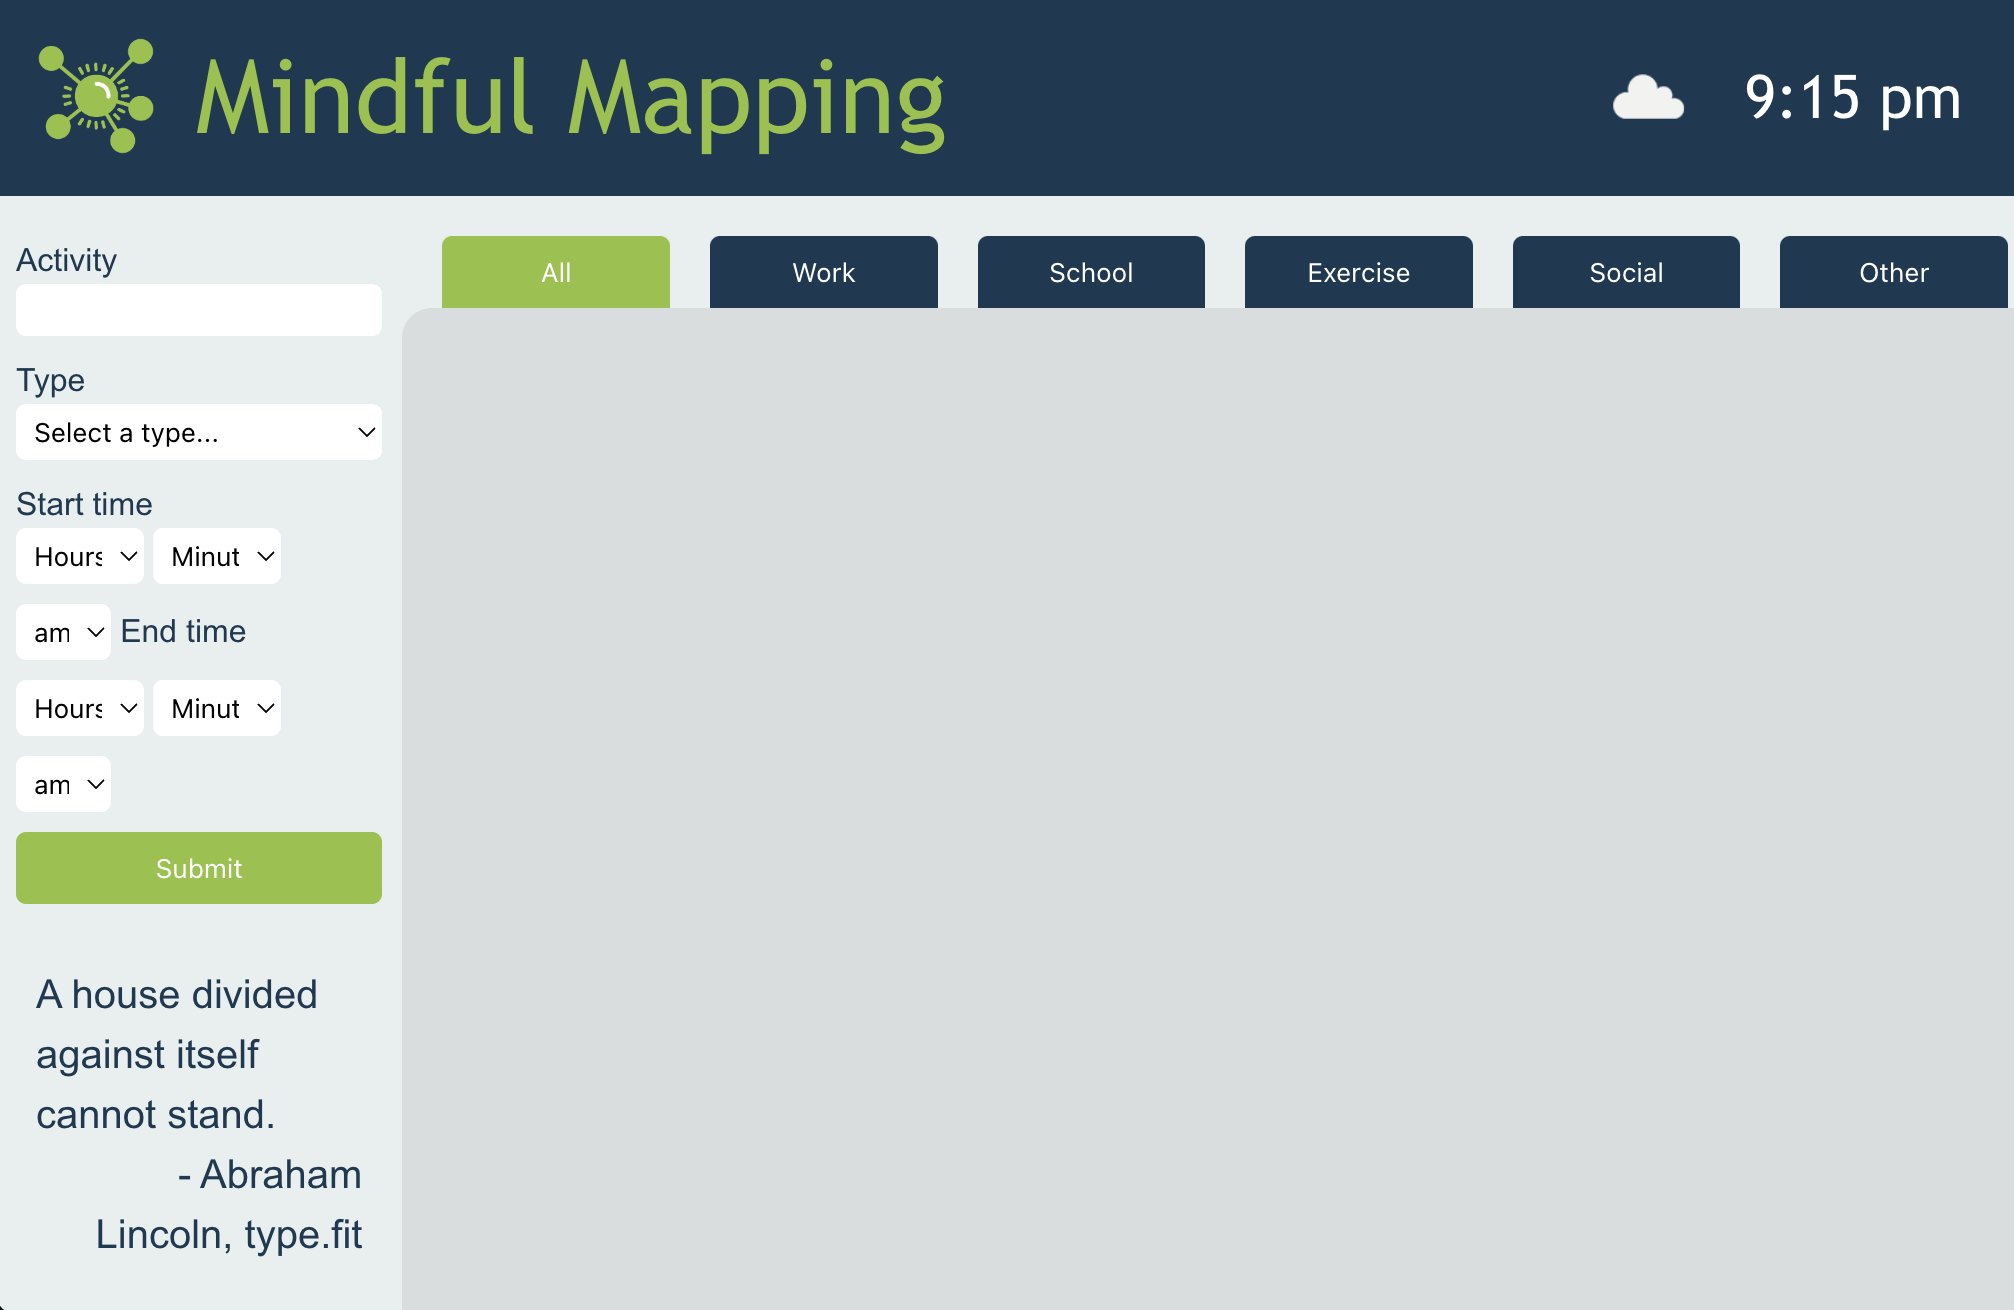 Mindful Mapping
9:15 pm
Activity
All
Work
School
Exercise
Social
Other
Type
Select a type...
Start time
Hours
Minut
am
End time
Hours
Minut
am
Submit
A house divided
against itself
cannot stand.
- Abraham
Lincoln, type.fit